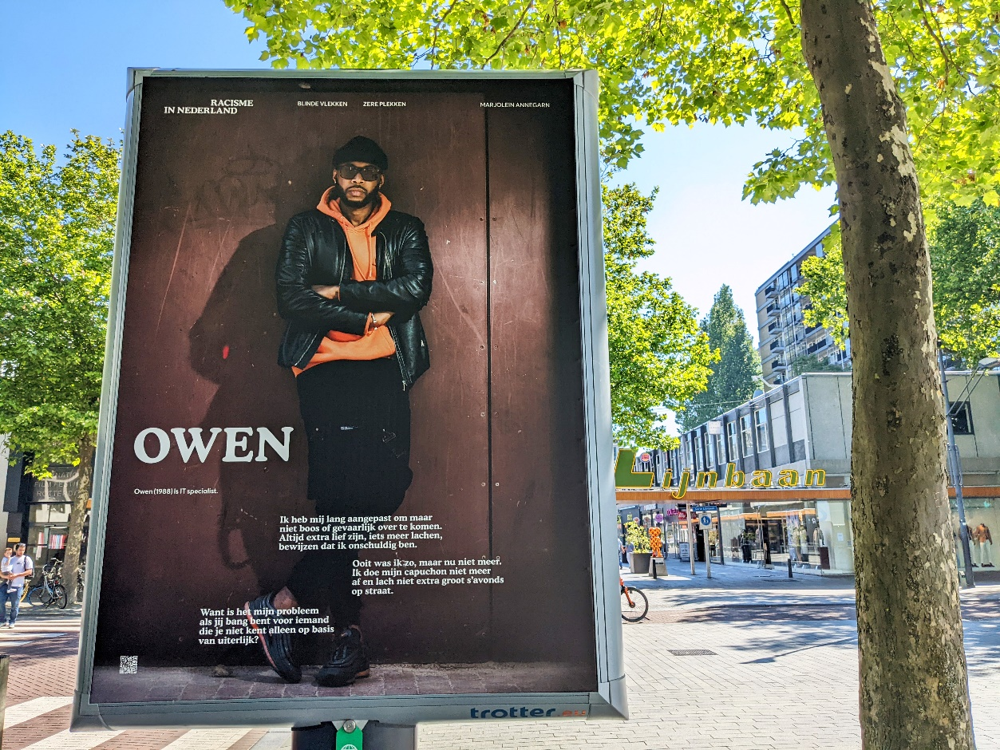 RACISME
IN NEDERLAND
BLINDE VLEKKEN
ZERE PLEKKEN
MARJOLEIN ANNEGARN
OWEN
Owen (1988) is IT specialist.
Ik heb mij lang aangepast om maar
niet boos of gevaarlijk over te komen.
Altijd extra lief zijn, iets meer lachen,
bewijzen dat ik onschuldig ben.
Ooit was ik zo, maar nu niet meer.
Ik doe mijn capuchon niet meer
af en lach niet extra groot s'avonds
op straat.
Want is het mijn probleem
als jij bang bent voor iemand
die je niet kent alleen op basis
van uiterlijk?
trotter
Lijnbaan
FILM FESTIVAL